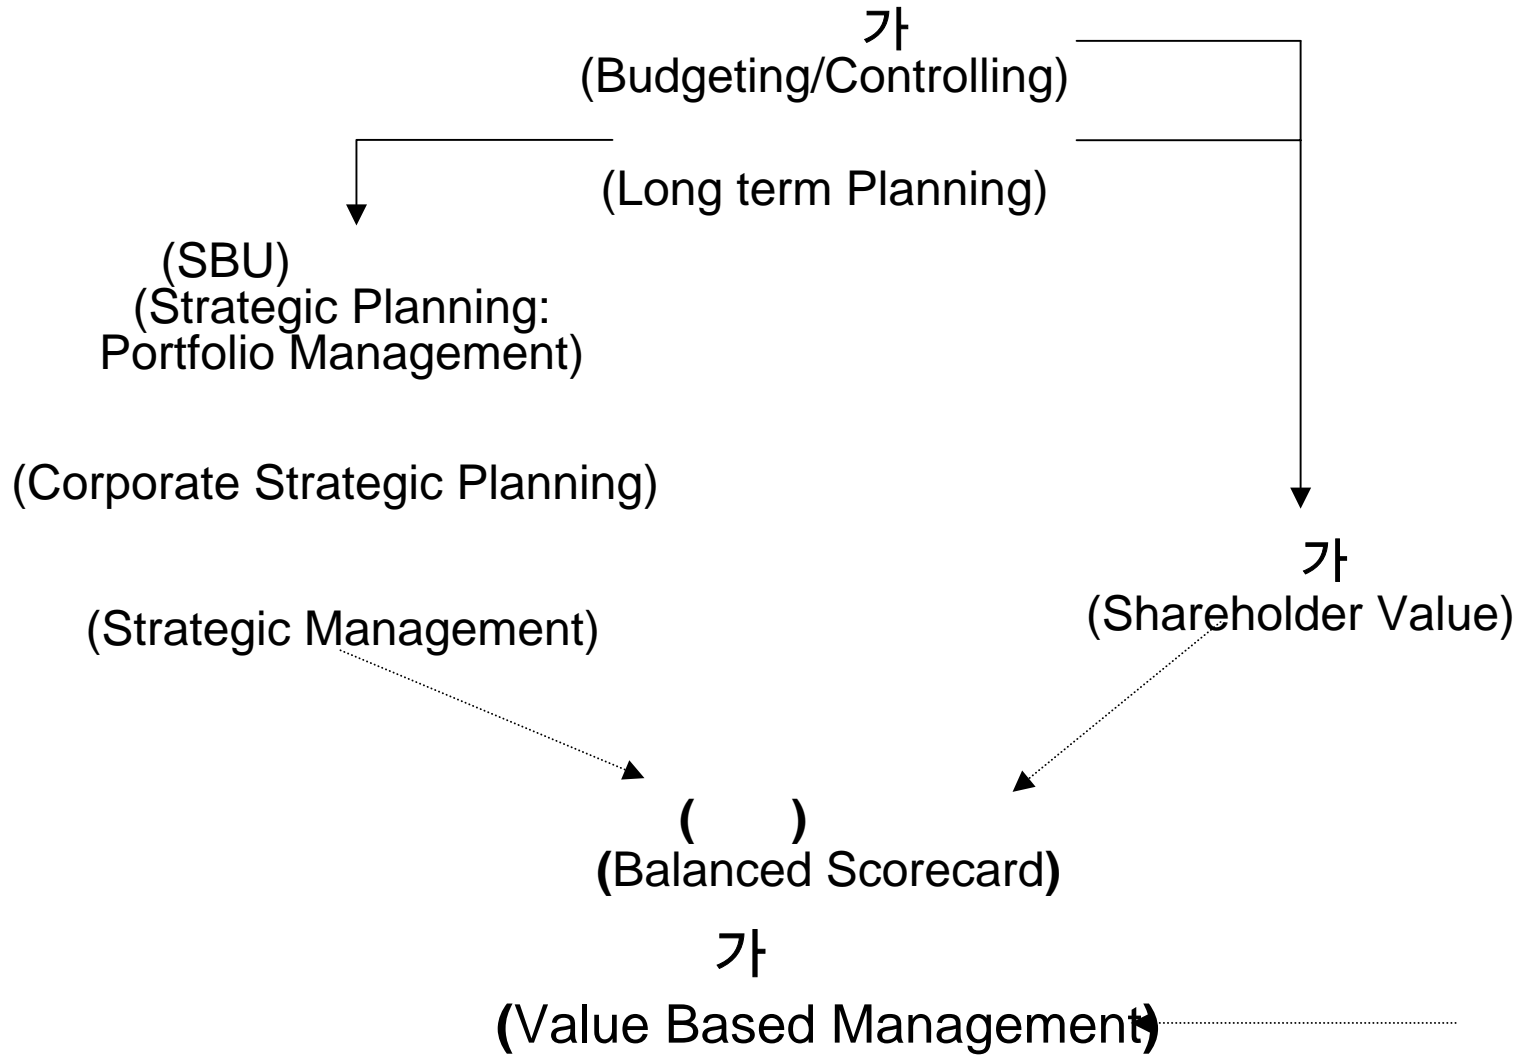 가
(Budgeting/Controlling)
(Long term Planning)
(SBU)
(Strategic Planning:
Portfolio Management)
(Corporate Strategic Planning)
가
(Shareholder Value)
(Strategic Management)
( )
(Balanced Scorecard)
가
(Value Based Management)